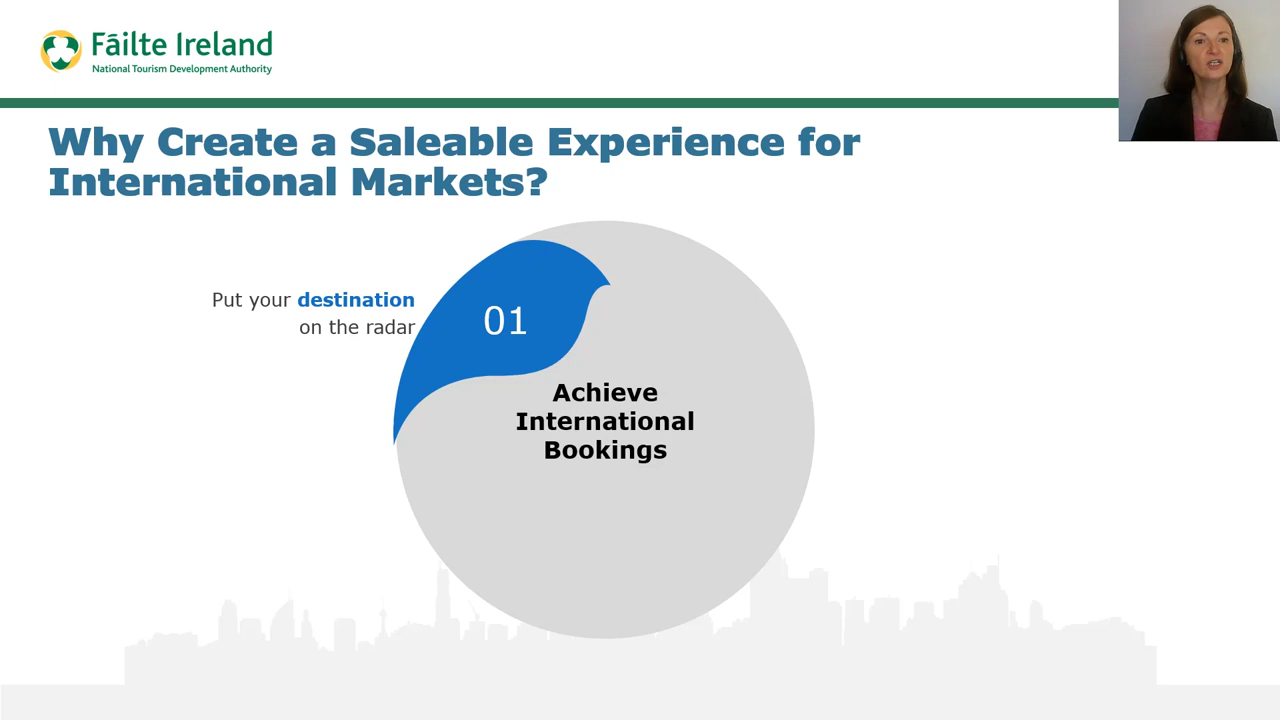 Fáilte Ireland
National Tourism Development Authority
Why Create a Saleable Experience for
International Markets?
Put your destination
on the radar
01
Achieve
International
Bookings